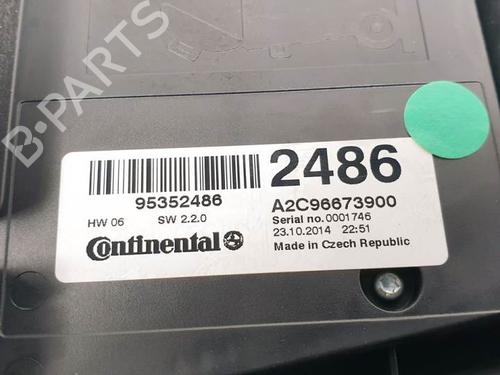 B-PARTS
2486
95352486
A2C96673900
HW 06 SW 2.2.0
Serial no. 0001746
23.10.2014 22:51
Continental
Made in Czech Republic